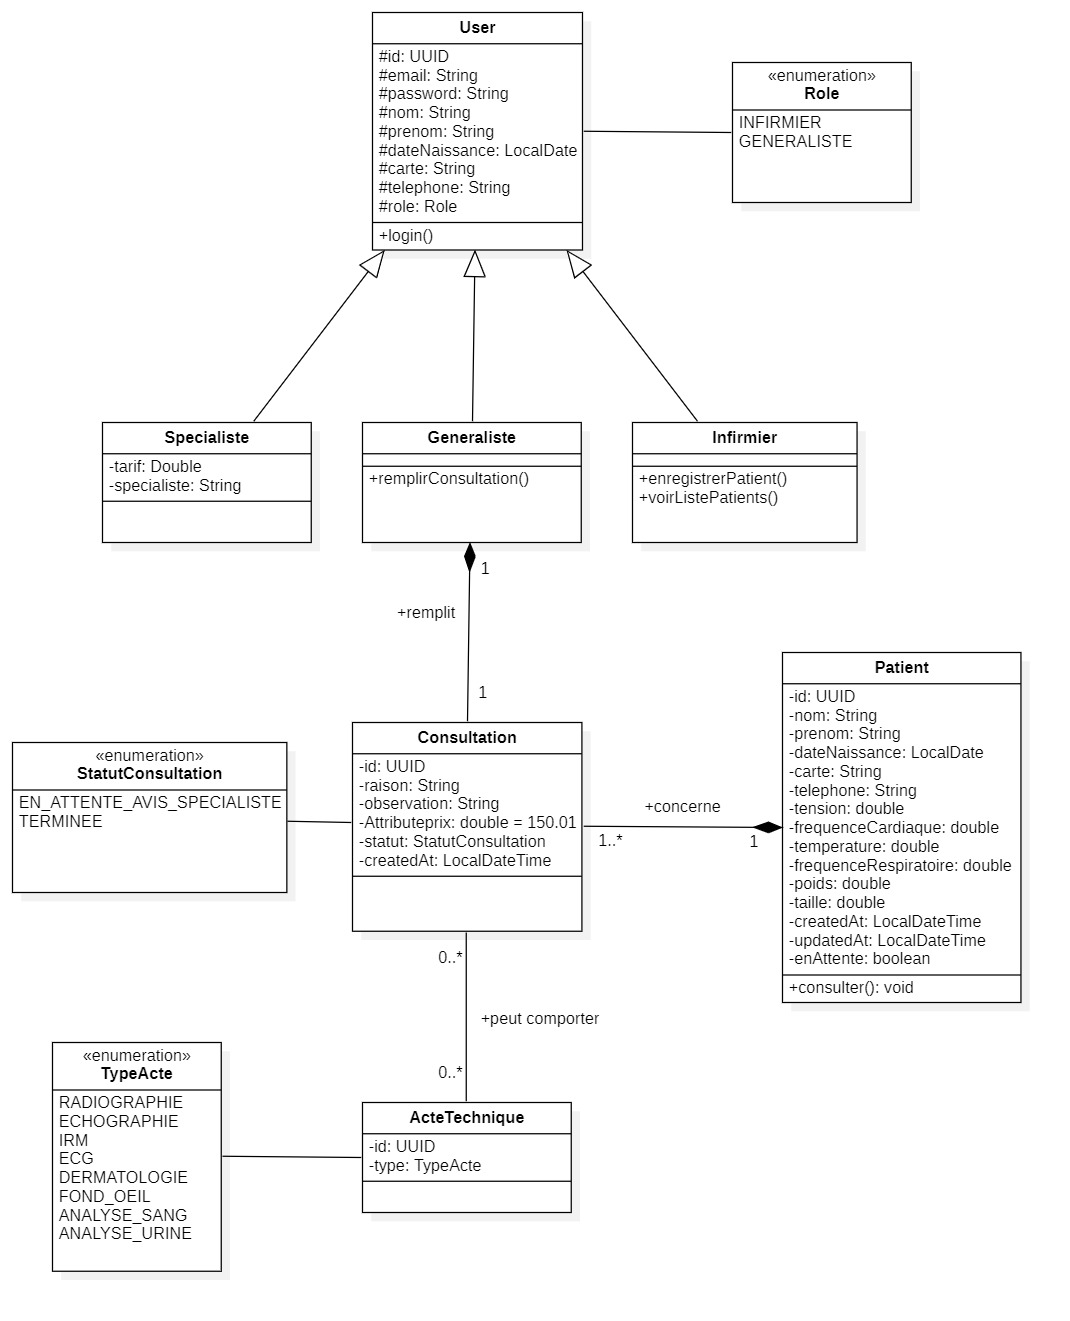 User
#id: UUID
#email: String
#password: String
#nom: String
#prenom: String
#dateNaissance: LocalDate
#carte: String
#telephone: String
#role: Role
+login()
«enumeration»
Role
INFIRMIER
GENERALISTE
Specialiste
-tarif: Double
-specialiste: String
Generaliste
+remplirConsultation()
Infirmier
+enregistrerPatient()
+voirListePatients()
1
+remplit
1
«enumeration»
StatutConsultation
EN_ATTENTE_AVIS_SPECIALISTE
TERMINEE
Consultation
-id: UUID
-raison: String
-observation: String
-Attributeprix: double = 150.01
-statut: StatutConsultation
-createdAt: LocalDateTime
+concerne
1..*
1
Patient
-id: UUID
-nom: String
-prenom: String
-dateNaissance: LocalDate
-carte: String
-telephone: String
-tension: double
-frequenceCardiaque: double
-temperature: double
-frequenceRespiratoire: double
-poids: double
-taille: double
-createdAt: LocalDateTime
-updatedAt: LocalDateTime
-enAttente: boolean
+consulter(): void
0..*
+peut comporter
0..*
«enumeration»
TypeActe
RADIOGRAPHIE
ECHOGRAPHIE
IRM
ECG
DERMATOLOGIE
FOND_OEIL
ANALYSE_SANG
ANALYSE_URINE
ActeTechnique
-id: UUID
-type: TypeActe